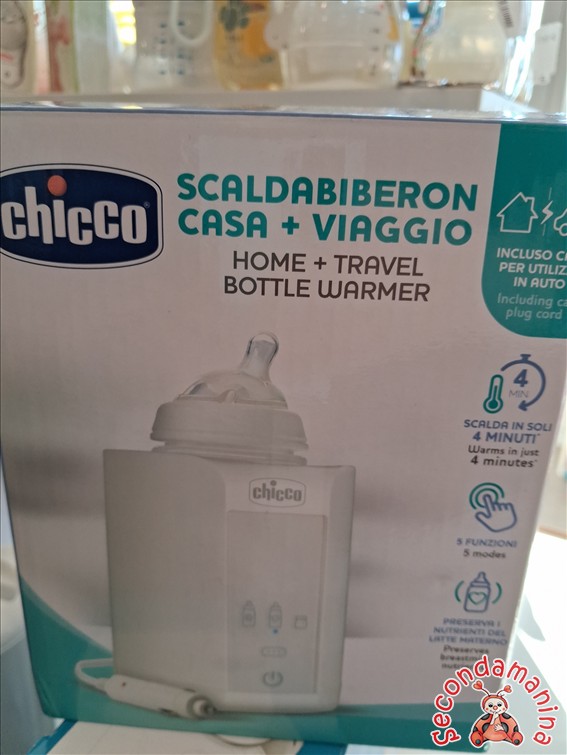 chicco
SCALDABIBERON
CASA + VIAGGIO
HOME + TRAVEL
BOTTLE WARMER
INCLUSO
PER
IN AUTO
Including
plug cord
4
MIN
SCALDA IN SOLI
4 MINUTI*
Warms in just
4 minutes*
5 FUNZIONI
5 modes
PRESERVA I
NUTRIENTI DEL
LATTE MATERNO
Preserves
chicco
secondamanina